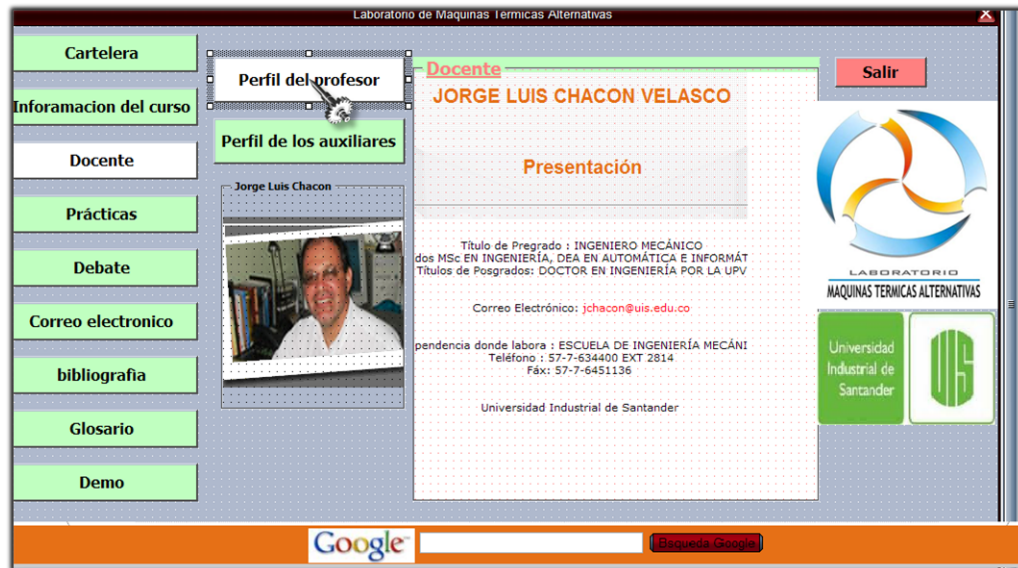 Laboratorio de Maquinas Termicas Alternativas
X
Cartelera
Inforamacion del curso
Docente
Prácticas
Debate
Correo electronico
bibliografia
Glosario
Demo
Perfil del profesor
Perfil de los auxiliares
Jorge Luis Chacon
Docente
JORGE LUIS CHACON VELASCO
Presentación
Título de Pregrado : INGENIERO MECÁNICO
dos MSc EN INGENIERÍA, DEA EN AUTOMÁTICA E INFORMÁT
Títulos de Posgrados: DOCTOR EN INGENIERÍA POR LA UPV
Correo Electrónico: jchacon@uis.edu.co
pendencia donde labora : ESCUELA DE INGENIERÍA MECÁNI
Teléfono : 57-7-634400 EXT 2814
Fáx: 57-7-6451136
Universidad Industrial de Santander
Salir
LABORATORIO
MAQUINAS TERMICAS ALTERNATIVAS
Universidad
Industrial de
Santander
UIS
Google
Bsqueda Google